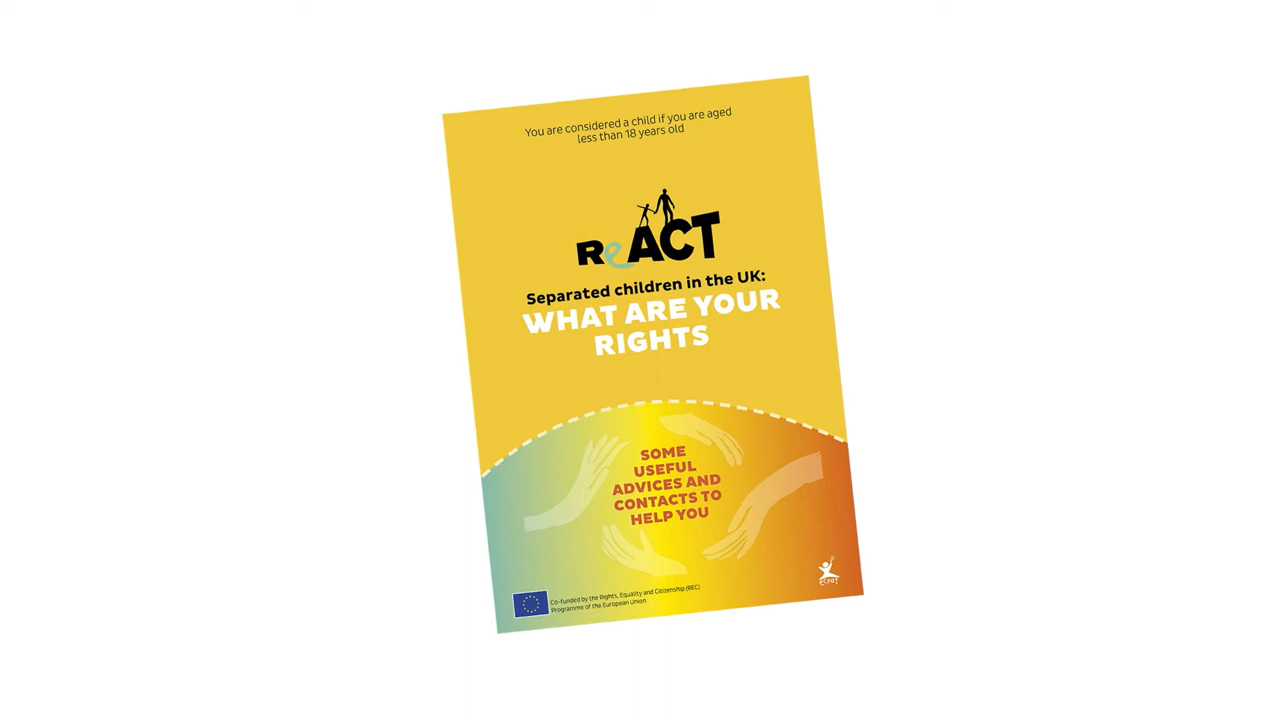 You are considered a child if you are aged
less than 18 years old
ReACT
Separated children in the UK:
WHAT ARE YOUR
RIGHTS
SOME
USEFUL
ADVICES AND
CONTACTS TO
HELP YOU
Co-funded by the Rights, Equality and Citizenship (REC)
Programme of the European Union
ecpat